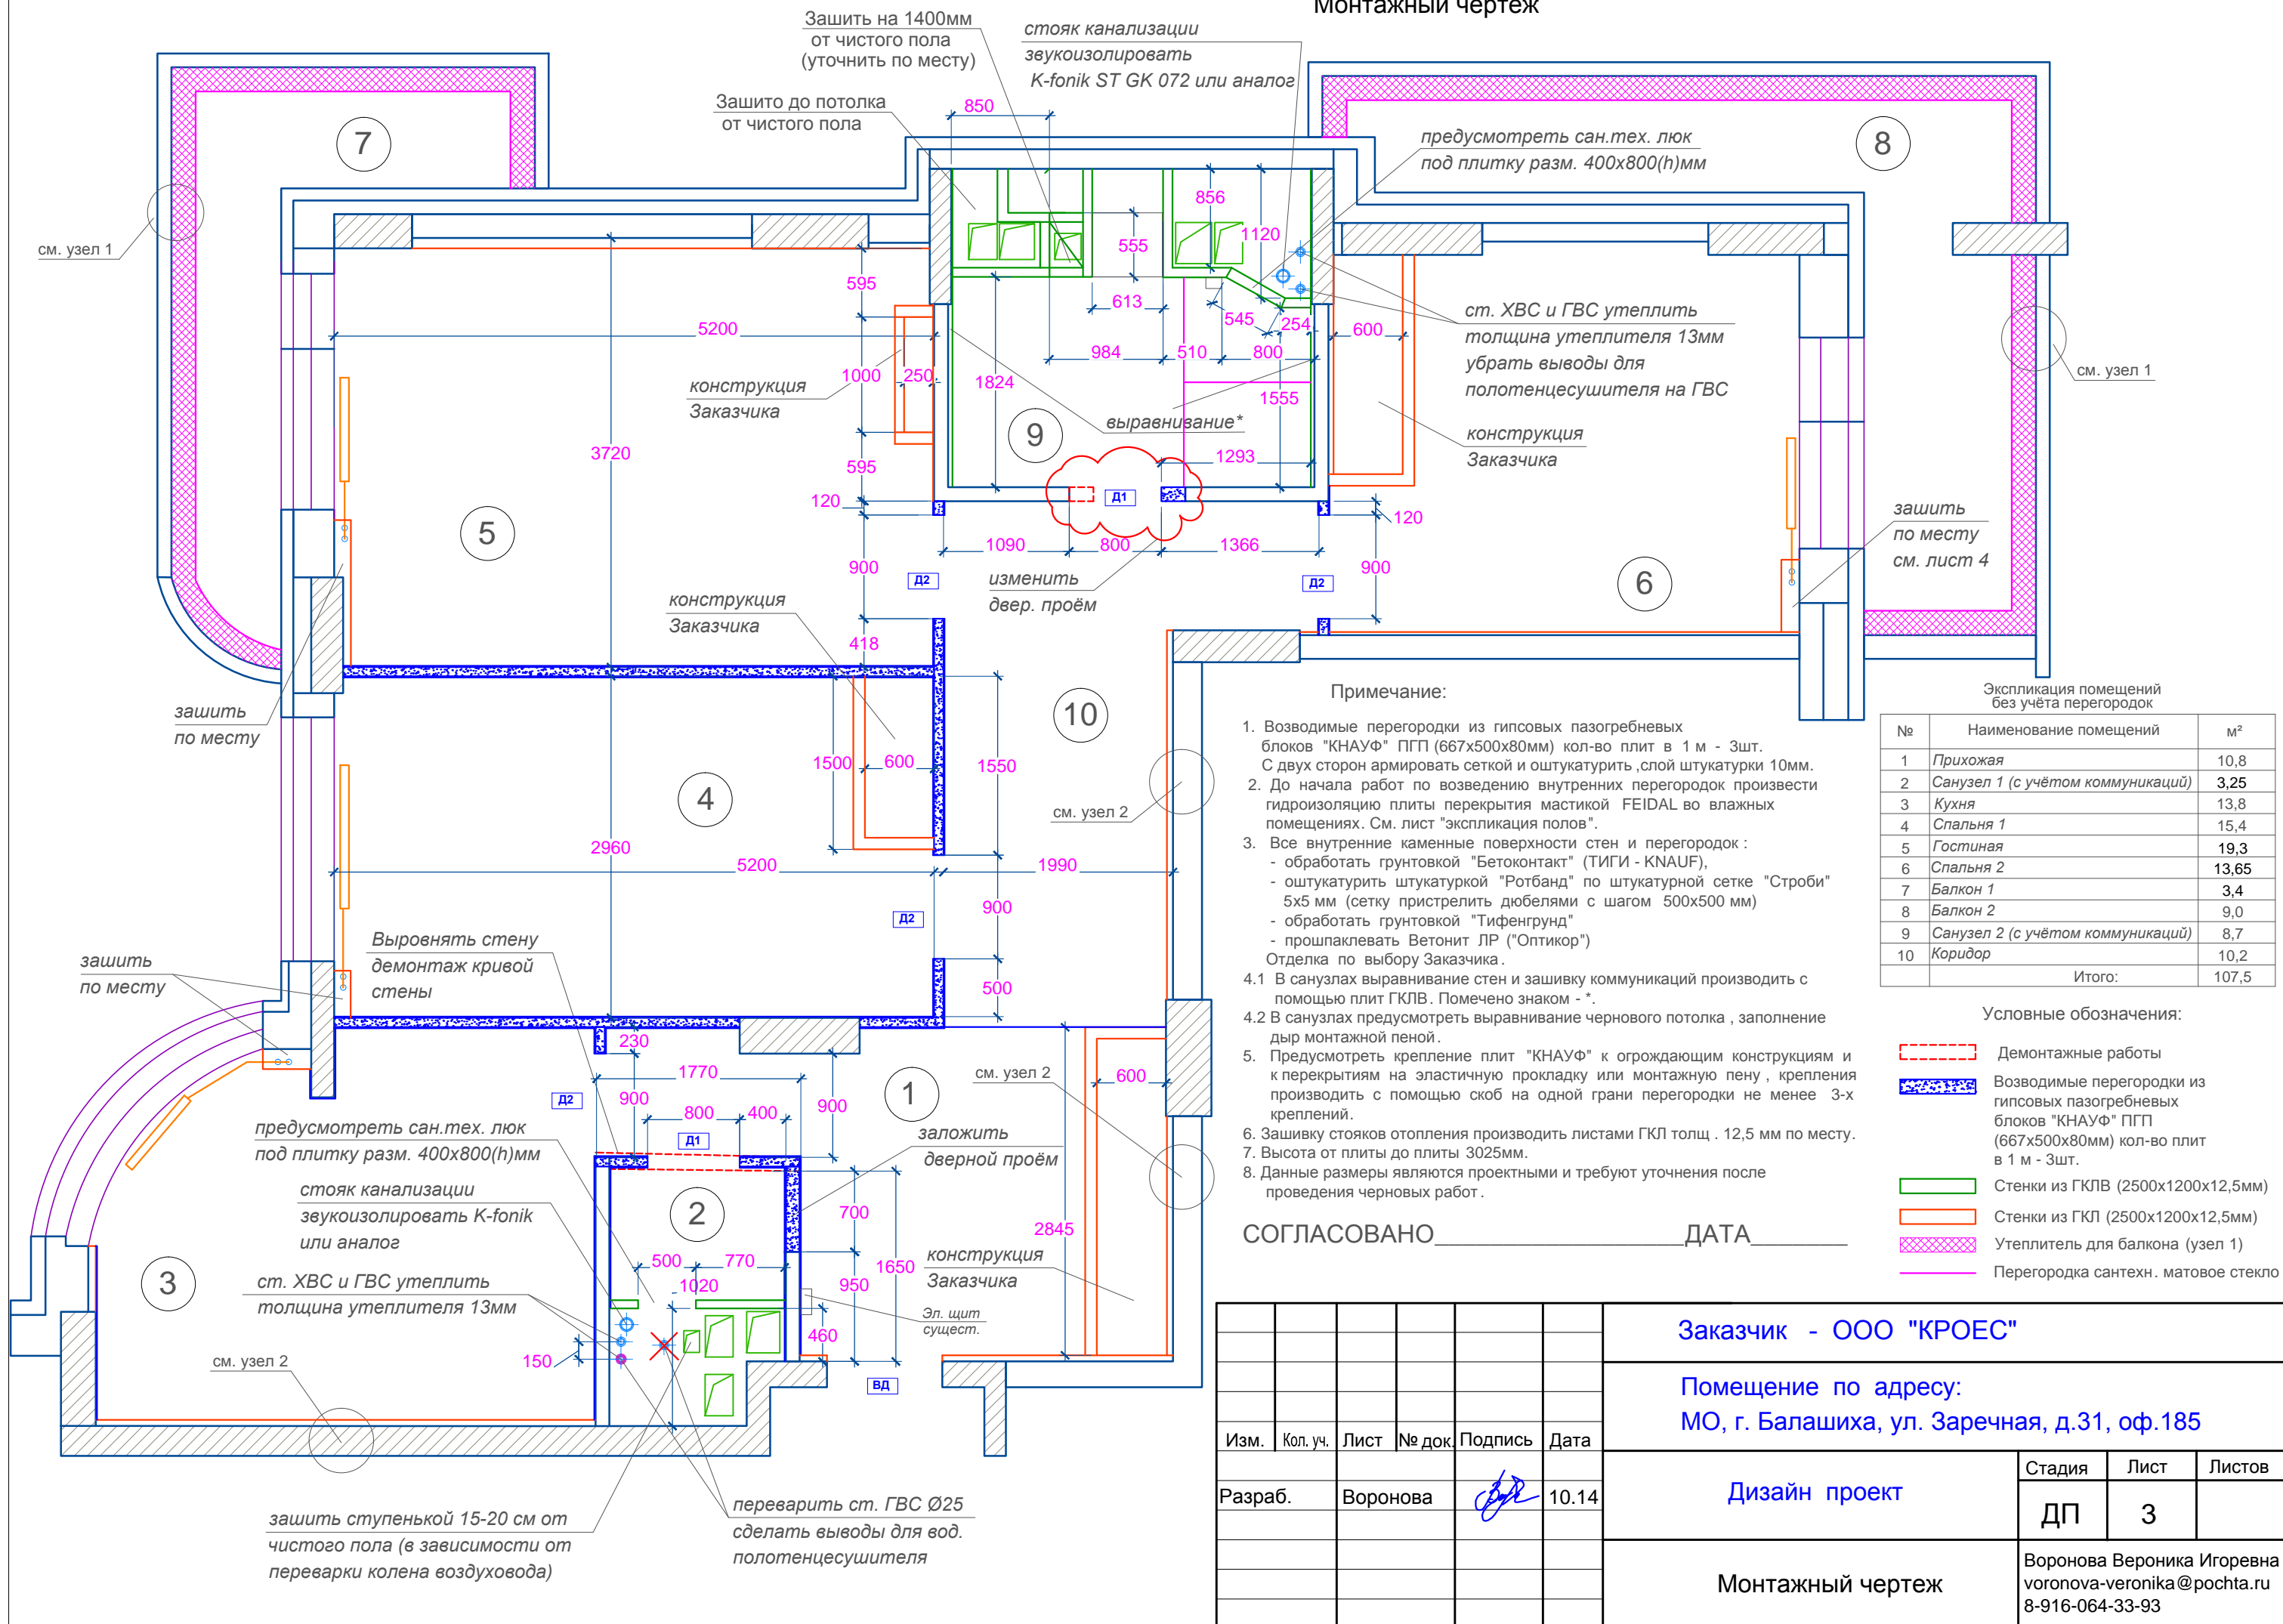 Монтажный чертеж
Зашить на 1400мм
от чистого пола
(уточнить по месту)
стояк канализации
звукоизолировать
K-fonik ST GK 072 или аналог
Зашито до потолка
от чистого пола
850
предусмотреть сан.тех. люк
под плитку разм. 400х800(h)мм
7
8
см. узел 1
856
1120
555
595
613
545
254
600
ст. ХВС и ГВС утеплить
толщина утеплителя 13мм
убрать выводы для
полотенцесушителя на ГВС
5200
984
510
800
см. узел 1
конструкция
Заказчика
1000
250
1824
1555
выравнивание*
9
конструкция
Заказчика
3720
595
1293
120
Д1
120
5
1090
800
1366
зашить
по месту
см. лист 4
900
Д2
изменить
двер. проём
Д2
900
6
конструкция
Заказчика
418
зашить
по месту
10
1500
600
1550
4
см. узел 2
2960
5200
1990
900
Д2
Выровнять стену
демонтаж кривой
стены
зашить
по месту
500
230
1770
см. узел 2
600
1
Д2
900
800
400
900
Д1
предусмотреть сан.тех. люк
под плитку разм. 400х800(h)мм
заложить
дверной проём
стояк канализации
звукоизолировать K-fonik
или аналог
2
700
2845
500
770
1650
3
ст. ХВС и ГВС утеплить
толщина утеплителя 13мм
1020
950
конструкция
Заказчика
Эл. щит
сущест.
460
150
см. узел 2
ВД
зашить ступенькой 15-20 см от
чистого пола (в зависимости от
переварки колена воздуховода)
переварить ст. ГВС Ø25
сделать выводы для вод.
полотенцесушителя
Примечание:
1. Возводимые перегородки из гипсовых пазогребневых
блоков "КНАУФ" ПГП (667х500х80мм) кол-во плит в 1 м - 3шт.
С двух сторон армировать сеткой и оштукатурить ,слой штукатурки 10мм.
2. До начала работ по возведению внутренних перегородок произвести
гидроизоляцию плиты перекрытия мастикой FEIDAL во влажных
помещениях. См. лист "экспликация полов".
3. Все внутренние каменные поверхности стен и перегородок :
- обработать грунтовкой "Бетоконтакт" (ТИГИ - KNAUF),
- оштукатурить штукатуркой "Ротбанд" по штукатурной сетке "Строби"
5х5 мм (сетку пристрелить дюбелями с шагом 500х500 мм)
- обработать грунтовкой "Тифенгрунд"
- прошпаклевать Ветонит ЛР ("Оптикор")
Отделка по выбору Заказчика.
4.1 В санузлах выравнивание стен и зашивку коммуникаций производить с
помощью плит ГКЛВ. Помечено знаком - *.
4.2 В санузлах предусмотреть выравнивание чернового потолка , заполнение
дыр монтажной пеной.
5. Предусмотреть крепление плит "КНАУФ" к огрождающим конструкциям и
к перекрытиям на эластичную прокладку или монтажную пену , крепления
производить с помощью скоб на одной грани перегородки не менее 3-х
креплений.
6. Зашивку стояков отопления производить листами ГКЛ толщ . 12,5 мм по месту.
7. Высота от плиты до плиты 3025мм.
8. Данные размеры являются проектными и требуют уточнения после
проведения черновых работ.
СОГЛАСОВАНО____________________ДАТА________
Экспликация помещений
без учёта перегородок
№ Наименование помещений м²
1 Прихожая 10,8
2 Санузел 1 (с учётом коммуникаций) 3,25
3 Кухня 13,8
4 Спальня 1 15,4
5 Гостиная 19,3
6 Спальня 2 13,65
7 Балкон 1 3,4
8 Балкон 2 9,0
9 Санузел 2 (с учётом коммуникаций) 8,7
10 Коридор 10,2
Итого: 107,5
Условные обозначения:
Демонтажные работы
Возводимые перегородки из
гипсовых пазогребневых
блоков "КНАУФ" ПГП
(667х500х80мм) кол-во плит
в 1 м - 3шт.
Стенки из ГКЛВ (2500х1200х12,5мм)
Стенки из ГКЛ (2500х1200х12,5мм)
Утеплитель для балкона (узел 1)
Перегородка сантехн. матовое стекло
Заказчик - ООО "КРОЕС"
Помещение по адресу:
МО, г. Балашиха, ул. Заречная, д.31, оф.185
Изм. Кол. уч. Лист № док. Подпись Дата
Разраб. Воронова 10.14
Дизайн проект
Стадия Лист Листов
ДП 3
Монтажный чертеж
Воронова Вероника Игоревна
voronova-veronika@pochta.ru
8-916-064-33-93